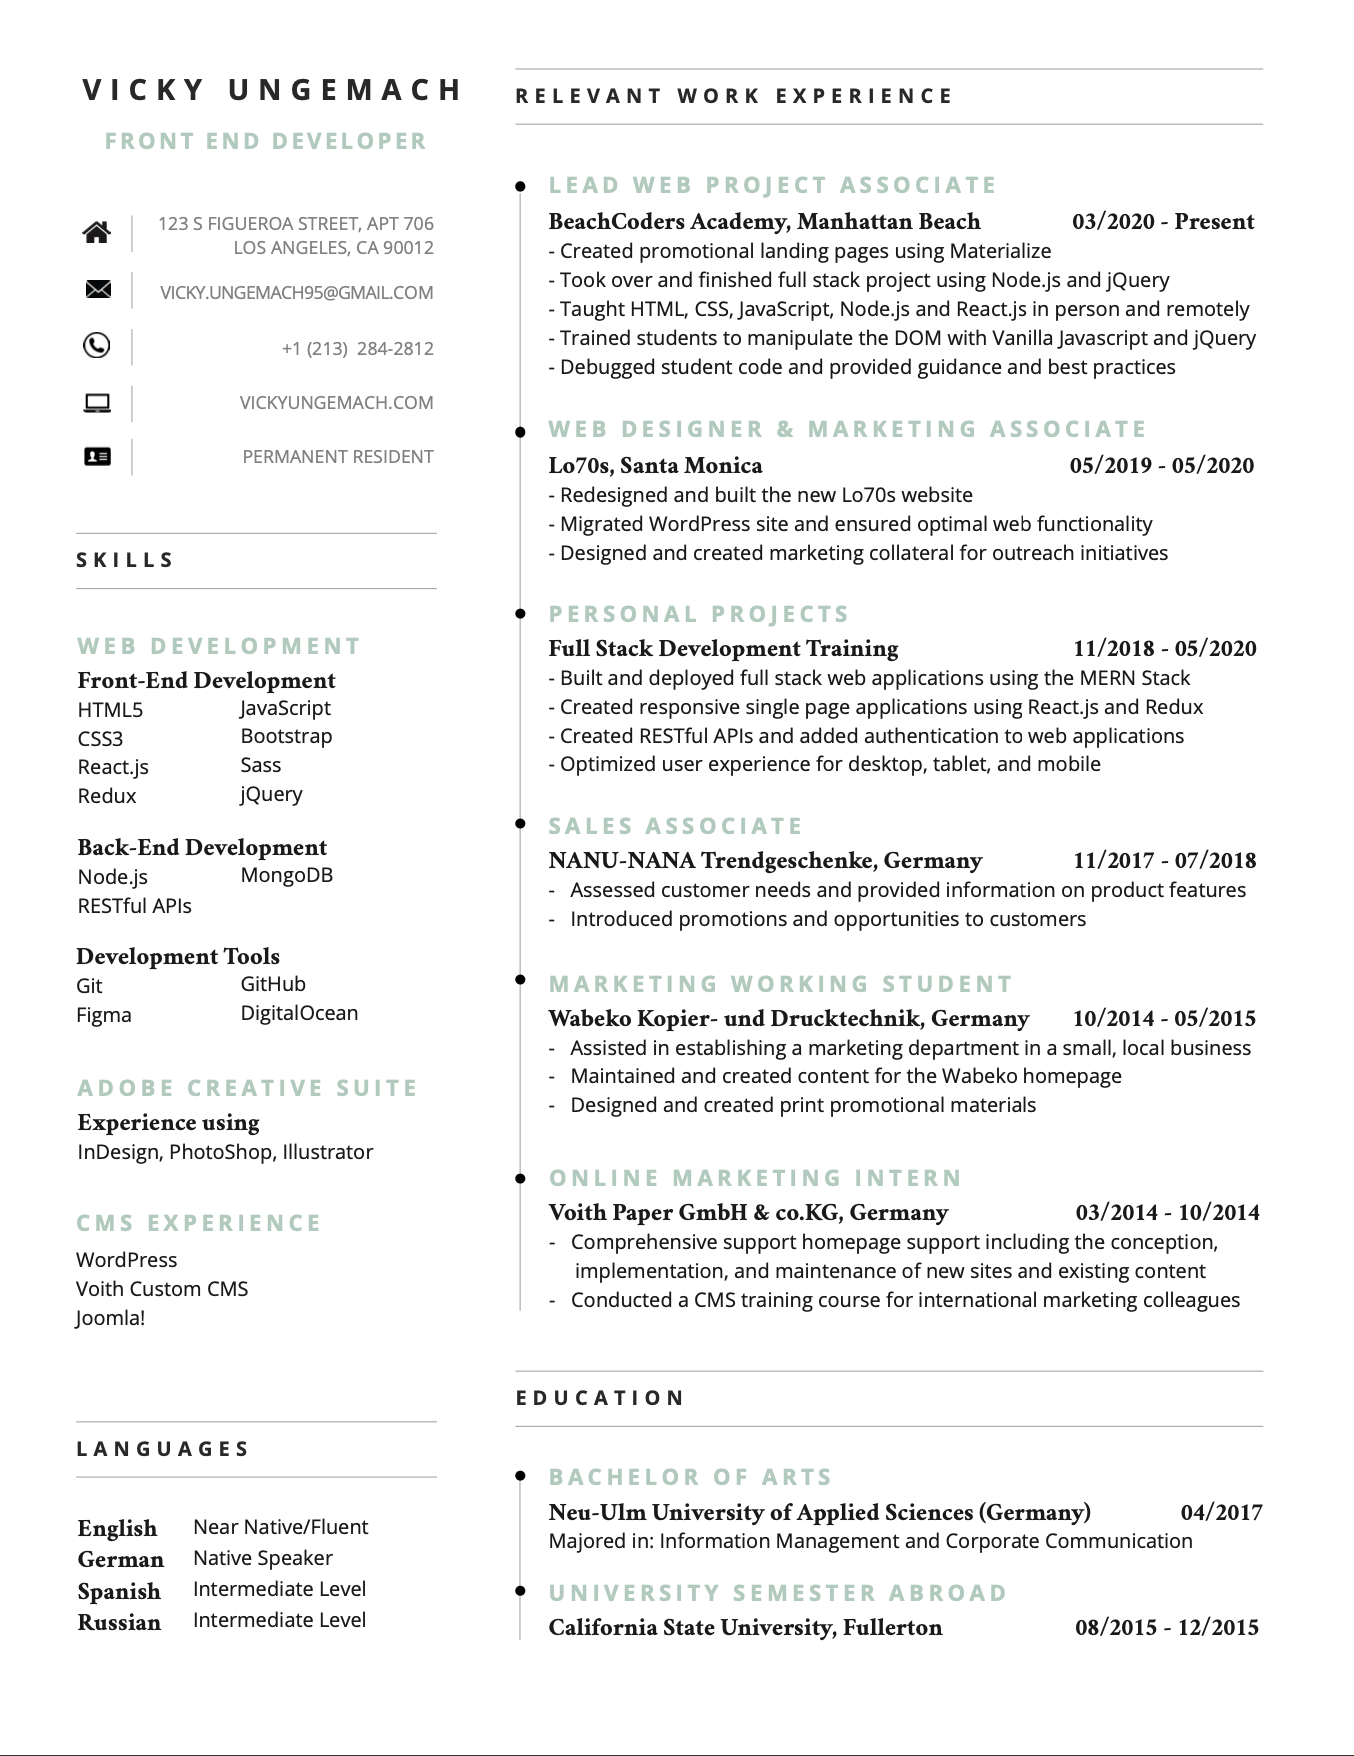 VICKY UNGEMACH
FRONT END DEVELOPER
123 S FIGUEROA STREET, APT 706
LOS ANGELES, CA 90012
VICKY.UNGEMACH95@GMAIL.COM
+1 (213)  284-2812
VICKYUNGEMACH.COM
PERMANENT RESIDENT
SKILLS
WEB DEVELOPMENT
Front-End Development
HTML5 JavaScript
CSS3 Bootstrap
React.js Sass
Redux jQuery
Back-End Development
Node.js MongoDB
RESTful APIs
Development Tools
Git GitHub
Figma DigitalOcean
ADOBE CREATIVE SUITE
Experience using
InDesign, PhotoShop, Illustrator
CMS EXPERIENCE
WordPress
Voith Custom CMS
Joomla!
LANGUAGES
English Near Native/Fluent
German Native Speaker
Spanish Intermediate Level
Russian Intermediate Level
RELEVANT WORK EXPERIENCE
LEAD WEB PROJECT ASSOCIATE
BeachCoders Academy, Manhattan Beach 03/2020 - Present
- Created promotional landing pages using Materialize
- Took over and finished full stack project using Node.js and jQuery
- Taught HTML, CSS, JavaScript, Node.js and React.js in person and remotely
- Trained students to manipulate the DOM with Vanilla Javascript and jQuery
- Debugged student code and provided guidance and best practices
WEB DESIGNER & MARKETING ASSOCIATE
Lo70s, Santa Monica 05/2019 - 05/2020
- Redesigned and built the new Lo70s website
- Migrated WordPress site and ensured optimal web functionality
- Designed and created marketing collateral for outreach initiatives
PERSONAL PROJECTS
Full Stack Development Training 11/2018 - 05/2020
- Built and deployed full stack web applications using the MERN Stack
- Created responsive single page applications using React.js and Redux
- Created RESTful APIs and added authentication to web applications
- Optimized user experience for desktop, tablet, and mobile
SALES ASSOCIATE
NANU-NANA Trendgeschenke, Germany 11/2017 - 07/2018
- Assessed customer needs and provided information on product features
- Introduced promotions and opportunities to customers
MARKETING WORKING STUDENT
Wabeko Kopier- und Drucktechnik, Germany 10/2014 - 05/2015
- Assisted in establishing a marketing department in a small, local business
- Maintained and created content for the Wabeko homepage
- Designed and created print promotional materials
ONLINE MARKETING INTERN
Voith Paper GmbH & co.KG, Germany 03/2014 - 10/2014
- Comprehensive support homepage support including the conception,
implementation, and maintenance of new sites and existing content
- Conducted a CMS training course for international marketing colleagues
EDUCATION
BACHELOR OF ARTS
Neu-Ulm University of Applied Sciences (Germany) 04/2017
Majored in: Information Management and Corporate Communication
UNIVERSITY SEMESTER ABROAD
California State University, Fullerton 08/2015 - 12/2015